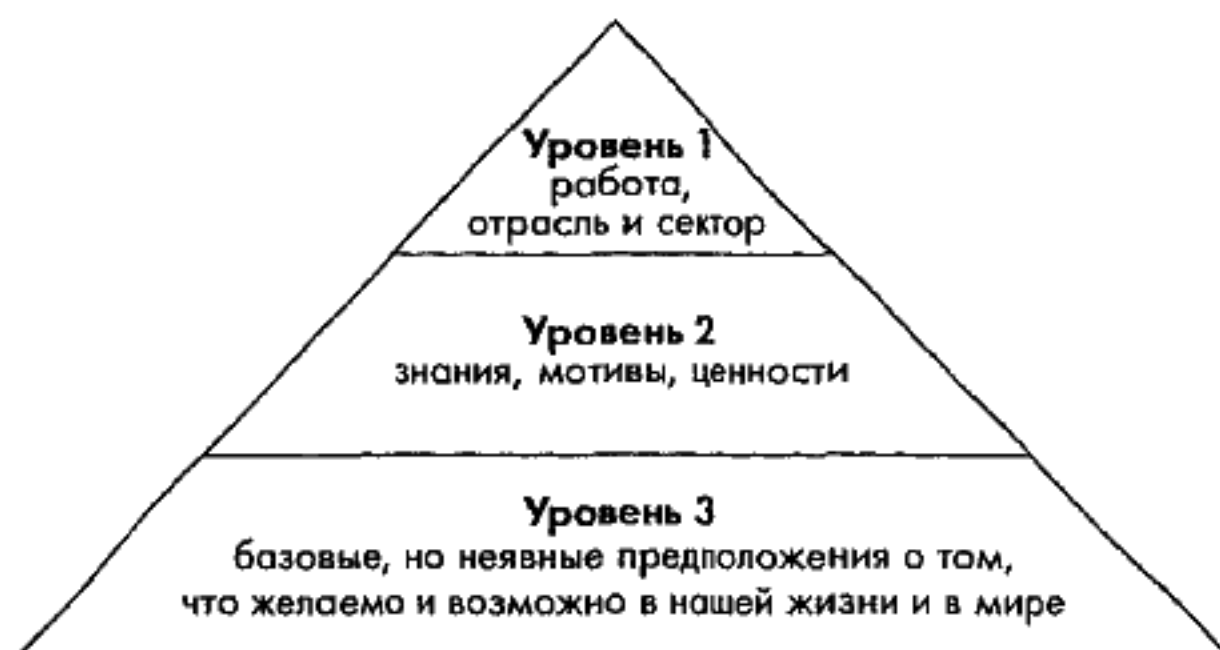 Уровень 1
работа,
отрасль и сектор
Уровень 2
знания, мотивы, ценности
Уровень 3
базовые, но неявные предположения о том,
что желаемо и возможно в нашей жизни и в мире